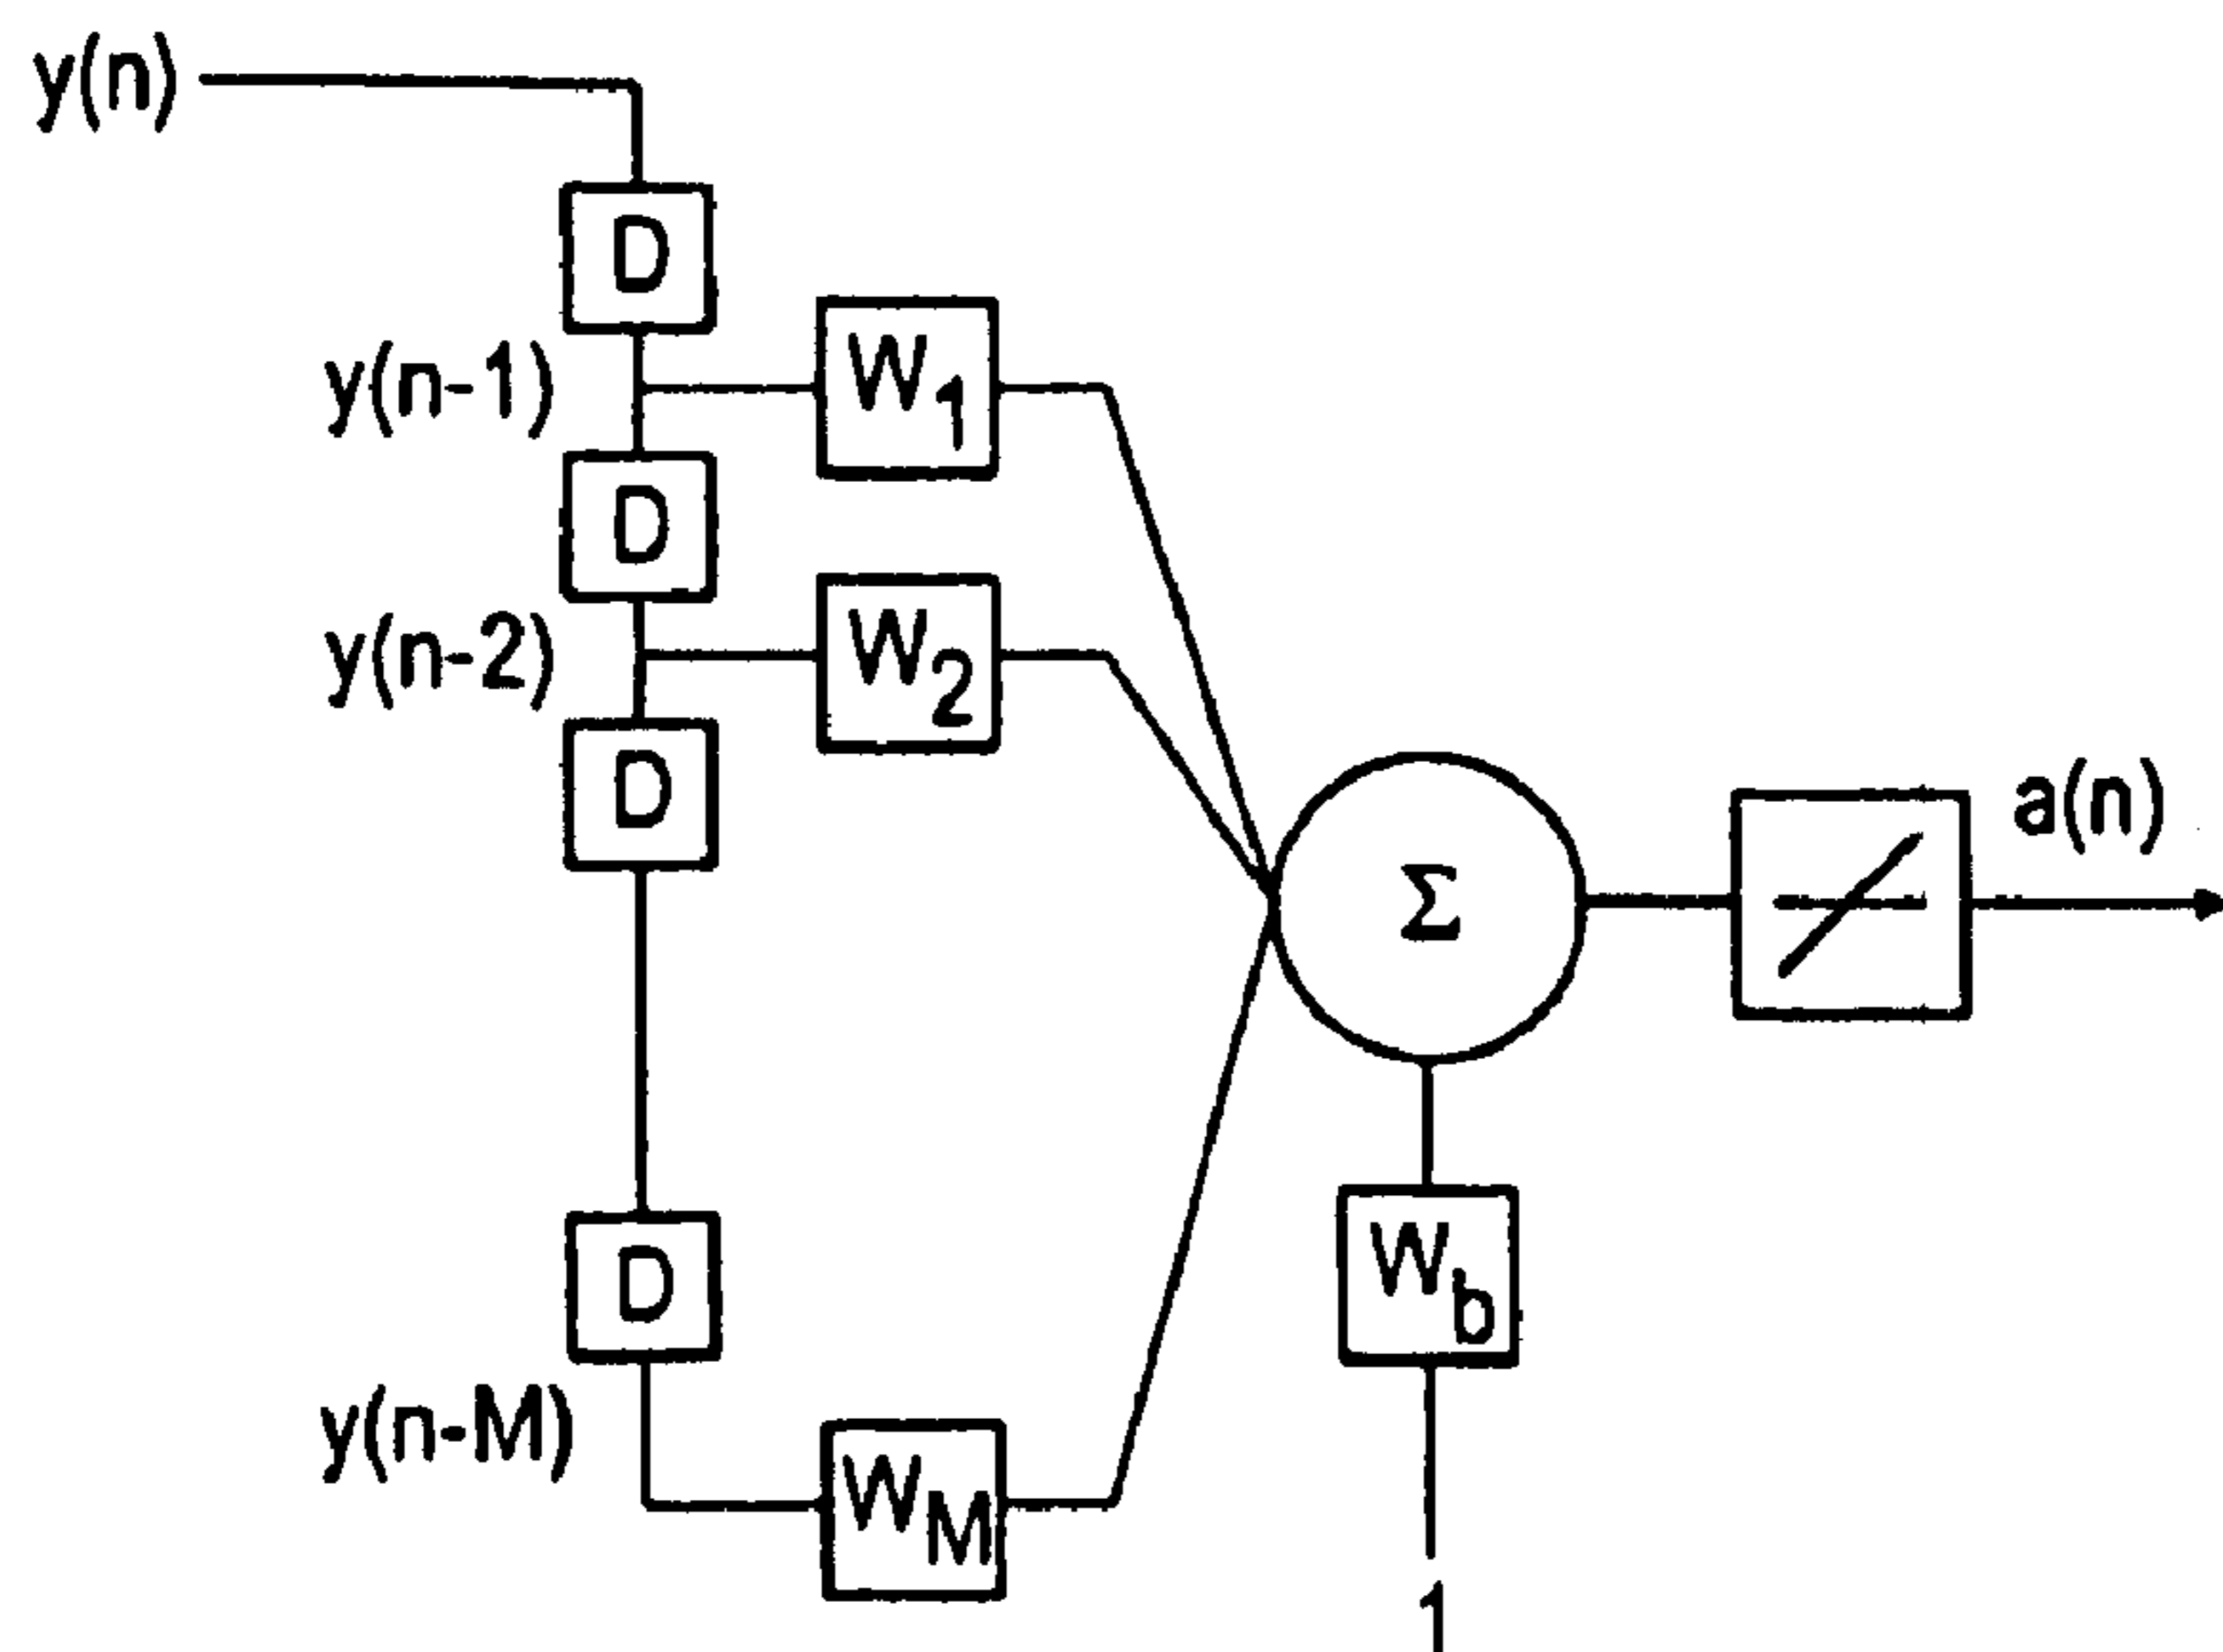 y(n)
D
y(n-1)
W1
D
y(n-2)
W2
D
Σ
a(n)
D
Wb
y(n-M)
WM
1